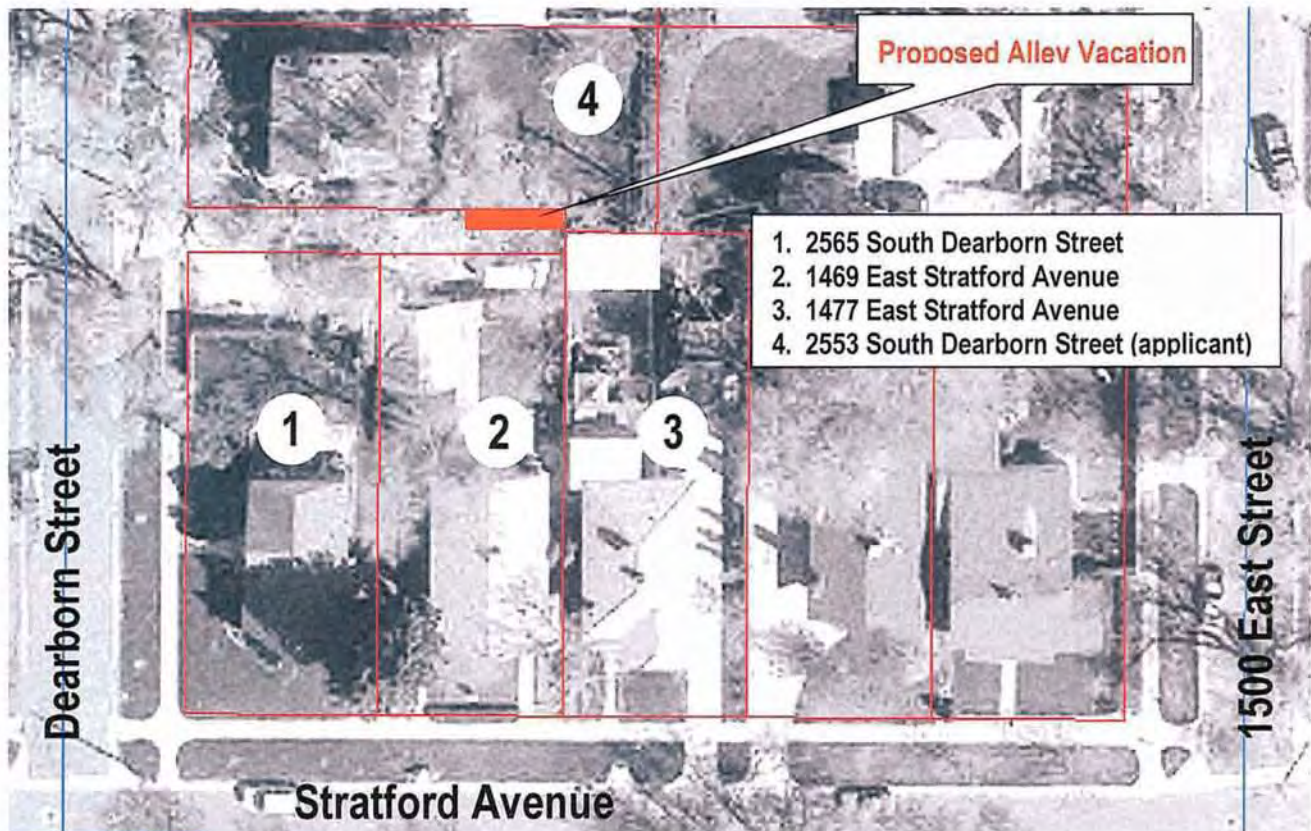 Proposed Alley Vacation
4
1. 2565 South Dearborn Street
2. 1469 East Stratford Avenue
3. 1477 East Stratford Avenue
4. 2553 South Dearborn Street (applicant)
1
2
3
Dearborn Street
1500 East Street
Stratford Avenue